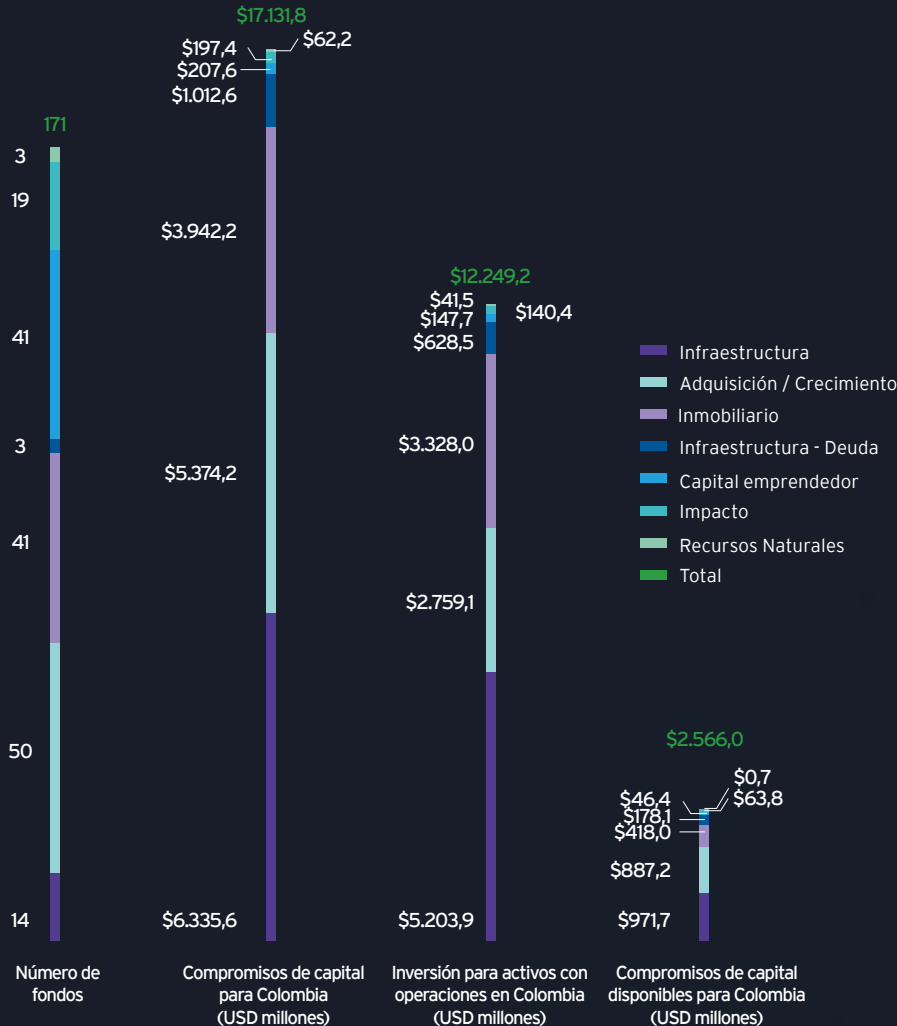 171
3
19
41
3
41
50
14
Número de
fondos
$17.131,8
$197,4
$62,2
$207,6
$1.012,6
$3.942,2
$5.374,2
$6.335,6
Compromisos de capital
para Colombia
(USD millones)
$12.249,2
$41,5
$140,4
$147,7
$628,5
$3.328,0
$2.759,1
$5.203,9
Inversión para activos con
operaciones en Colombia
(USD millones)
$2.566,0
$0,7
$46,4
$63,8
$178,1
$418,0
$887,2
$971,7
Compromisos de capital
disponibles para Colombia
(USD millones)
Infraestructura
Adquisición / Crecimiento
Inmobiliario
Infraestructura - Deuda
Capital emprendedor
Impacto
Recursos Naturales
Total